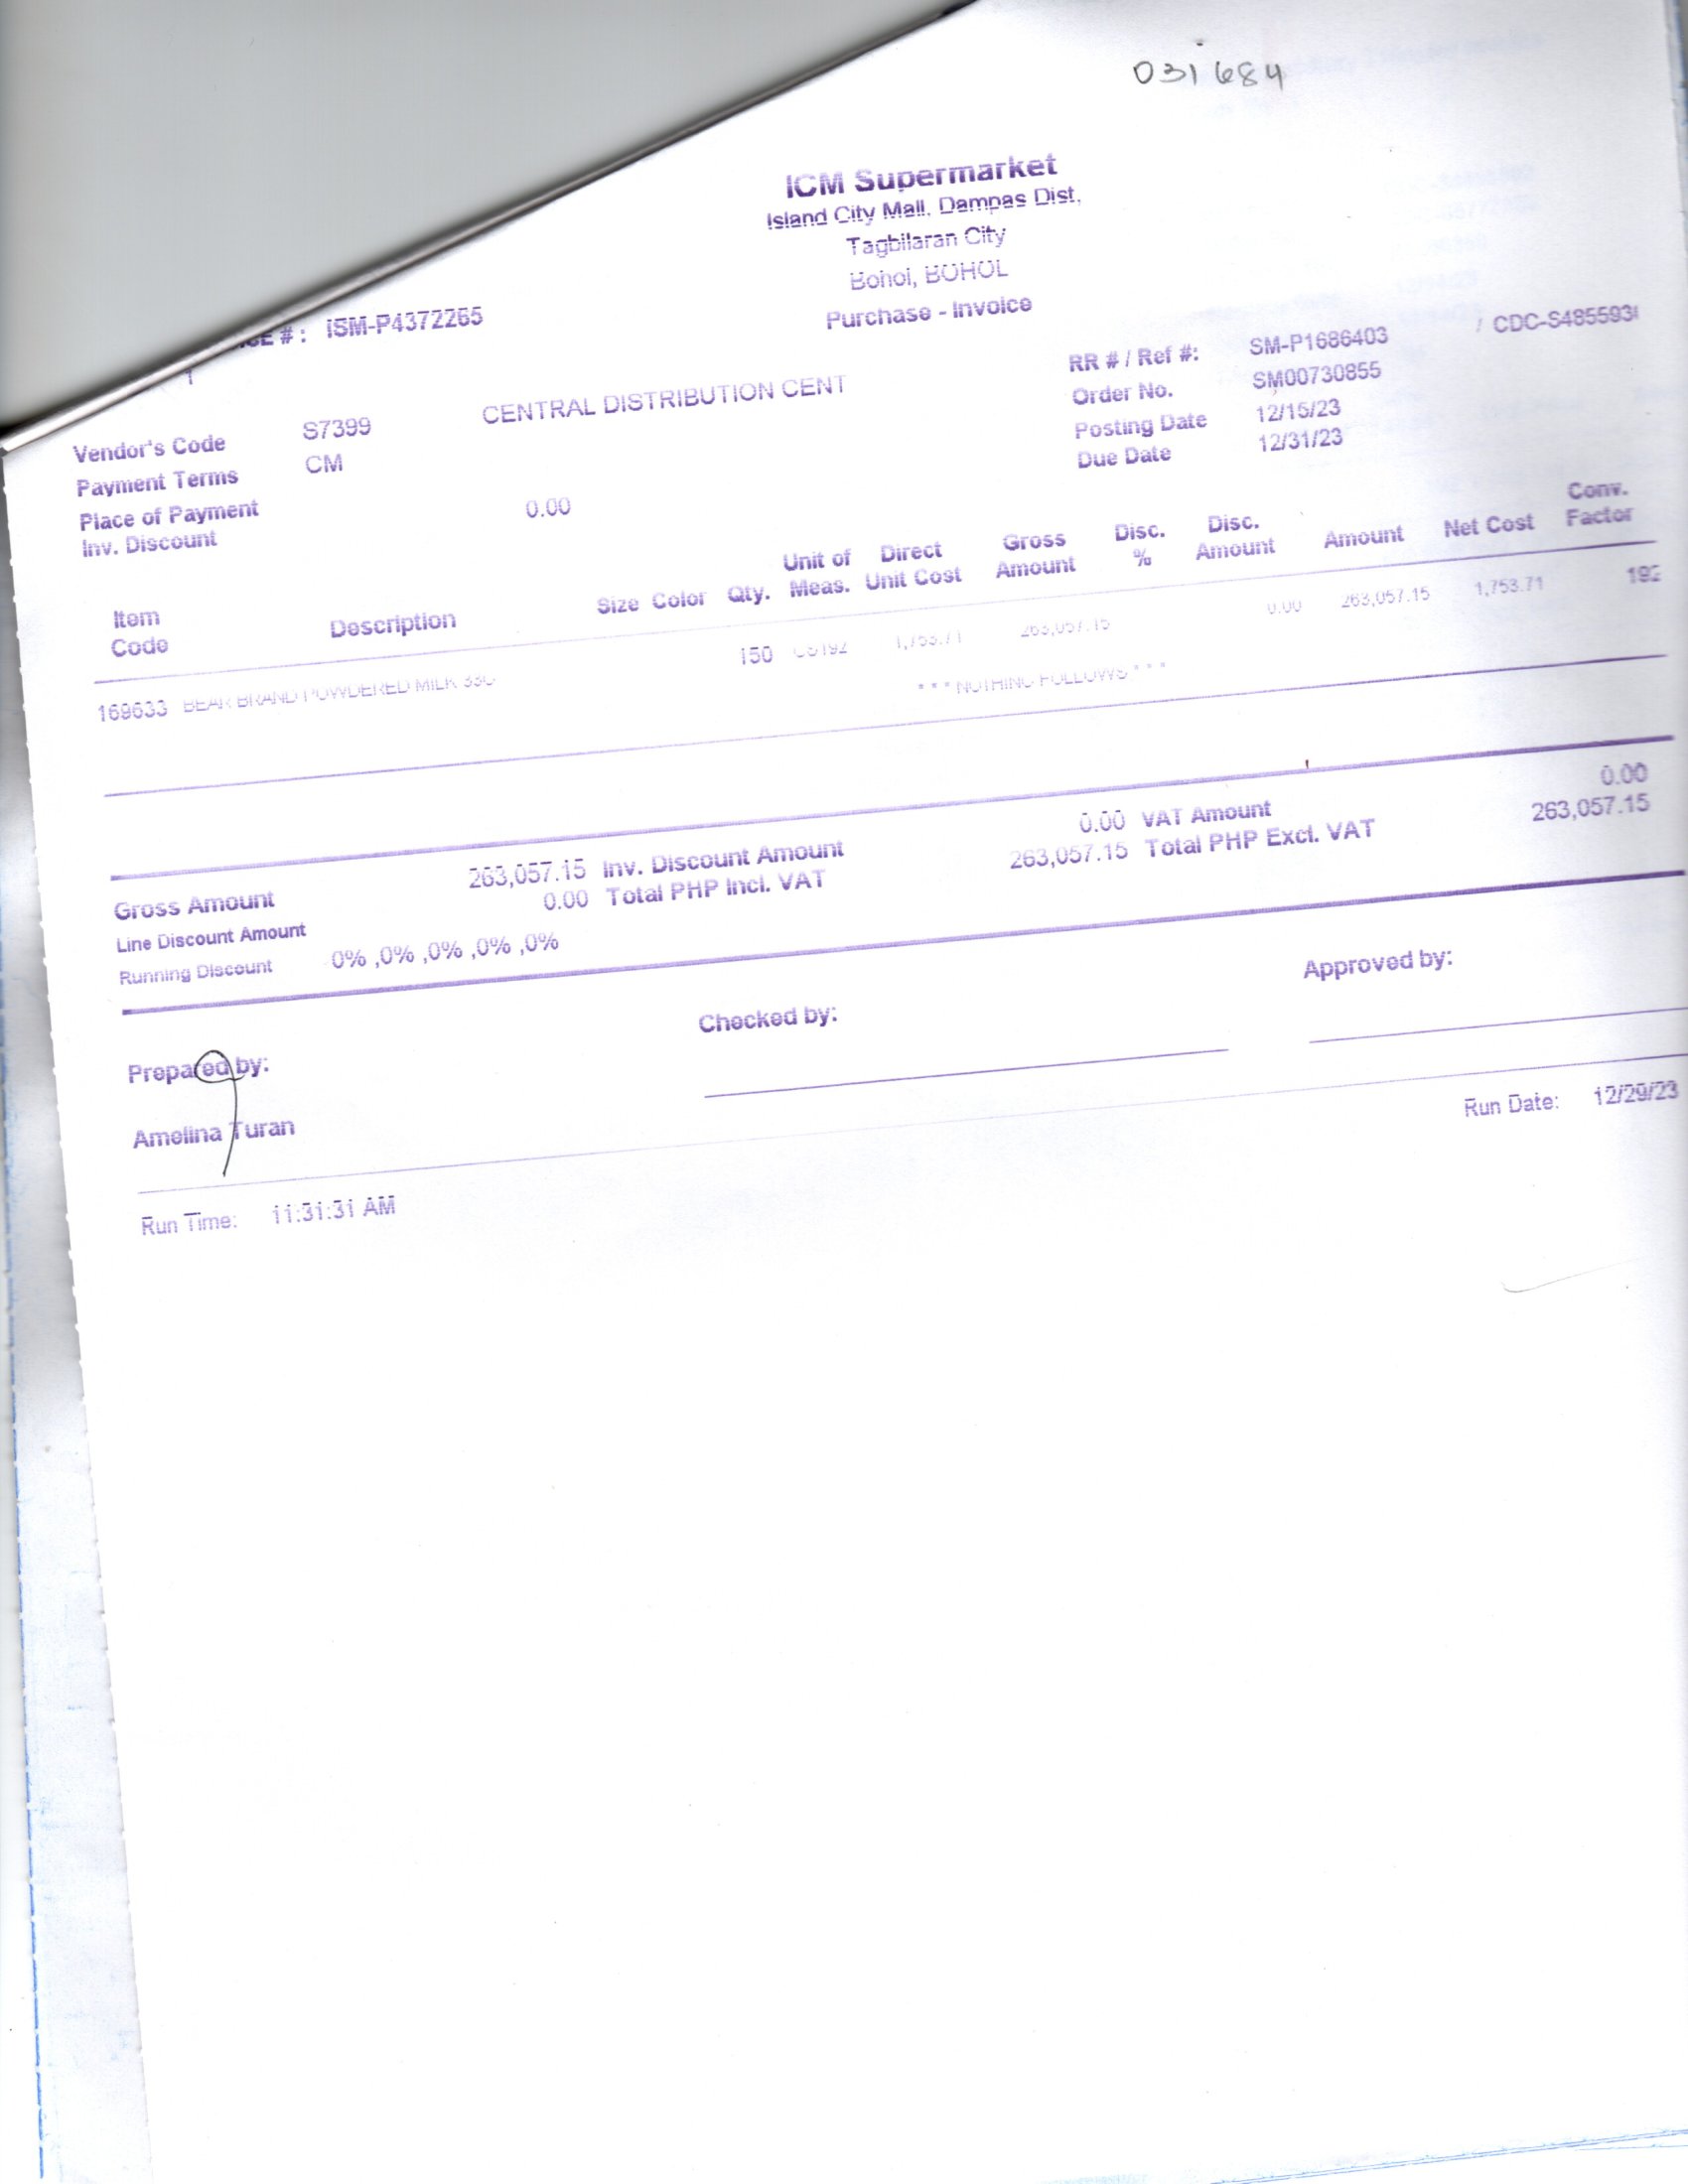 031684
ICM Supermarket
Island City Mall, Dampas Dist,
Tagbilaran City
Bohol, BOHOL
Purchase - Invoice
#: ISM-P4372265
1
Vendor's Code S7399 CENTRAL DISTRIBUTION CENT
Payment Terms CM
Place of Payment
Inv. Discount 0.00
RR # / Ref #: SM-P1686403 / CDC-S485593
Order No. SM00730855
Posting Date 12/15/23
Due Date 12/31/23
Item Code Description Size Color Qty. Unit of Meas. Direct Unit Cost Gross Amount Disc. % Disc. Amount Amount Net Cost Conv. Factor
169633 BEAR BRAND POWDERED MILK 150 CS192 1,753.71 263,057.15 0.00 263,057.15 1,753.71 192
* * * NOTHING FOLLOWS * * *
Gross Amount 263,057.15 Inv. Discount Amount 0.00 VAT Amount 0.00
Line Discount Amount 0.00 Total PHP Incl. VAT 263,057.15 Total PHP Excl. VAT 263,057.15
Running Discount 0% ,0% ,0% ,0% ,0%
Prepared by: Checked by: Approved by:
Amelina Turan
Run Time: 11:31:31 AM Run Date: 12/29/23